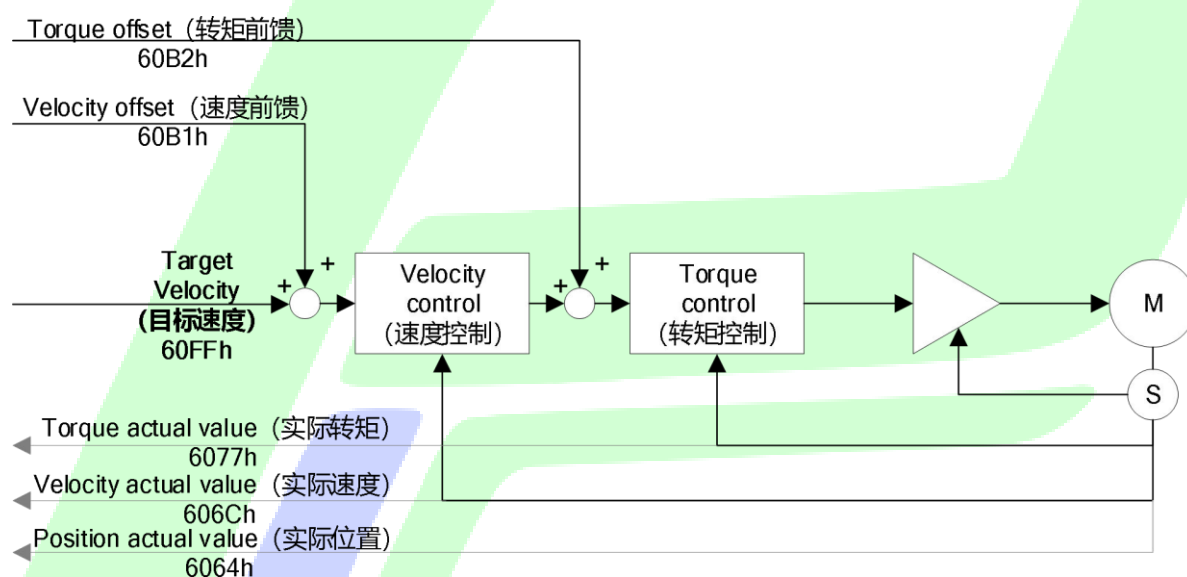 Torque offset（转矩前馈）
60B2h
Velocity offset（速度前馈）
60B1h
+
+
+
+
Target
Velocity
(目标速度)
60FFh
Velocity
control
（速度控制）
Torque
control
（转矩控制）
M
S
Torque actual value（实际转矩）
6077h
Velocity actual value（实际速度）
606Ch
Position actual value（实际位置）
6064h